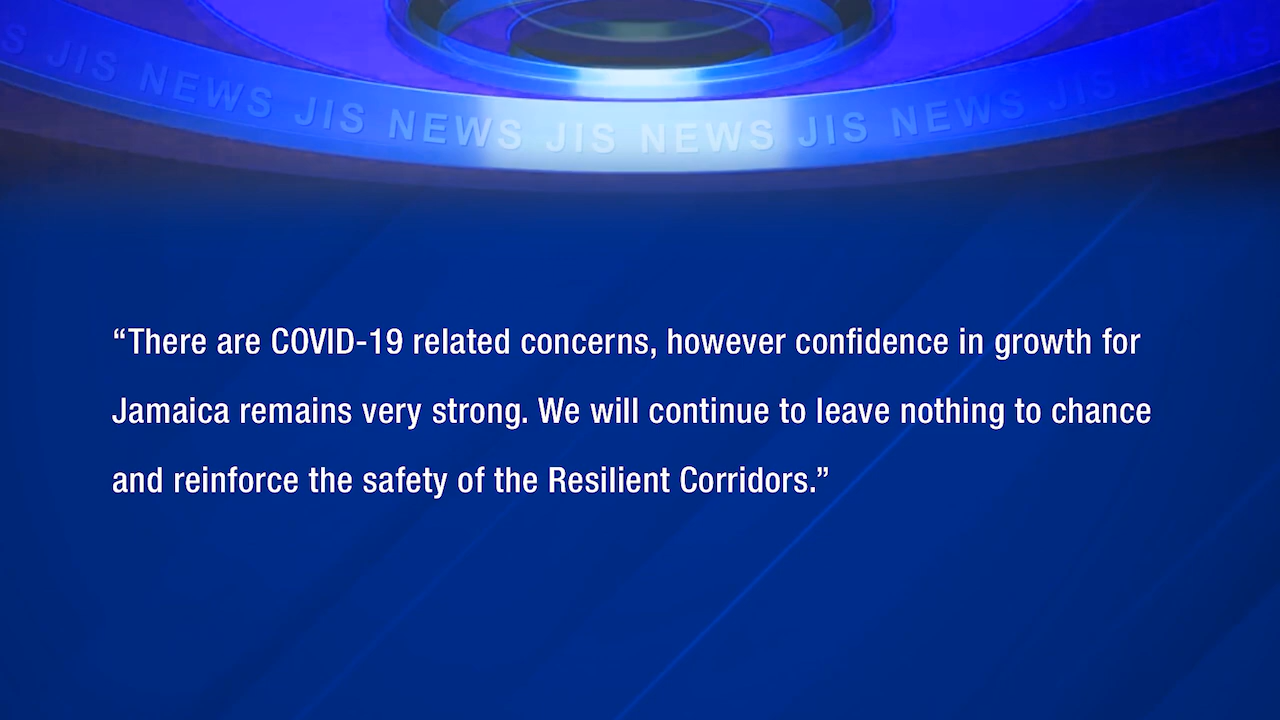 S JIS NEWS JIS NEWS JIS NEWS JIS NEWS JIS NEWS
“There are COVID-19 related concerns, however confidence in growth for
Jamaica remains very strong. We will continue to leave nothing to chance
and reinforce the safety of the Resilient Corridors.”